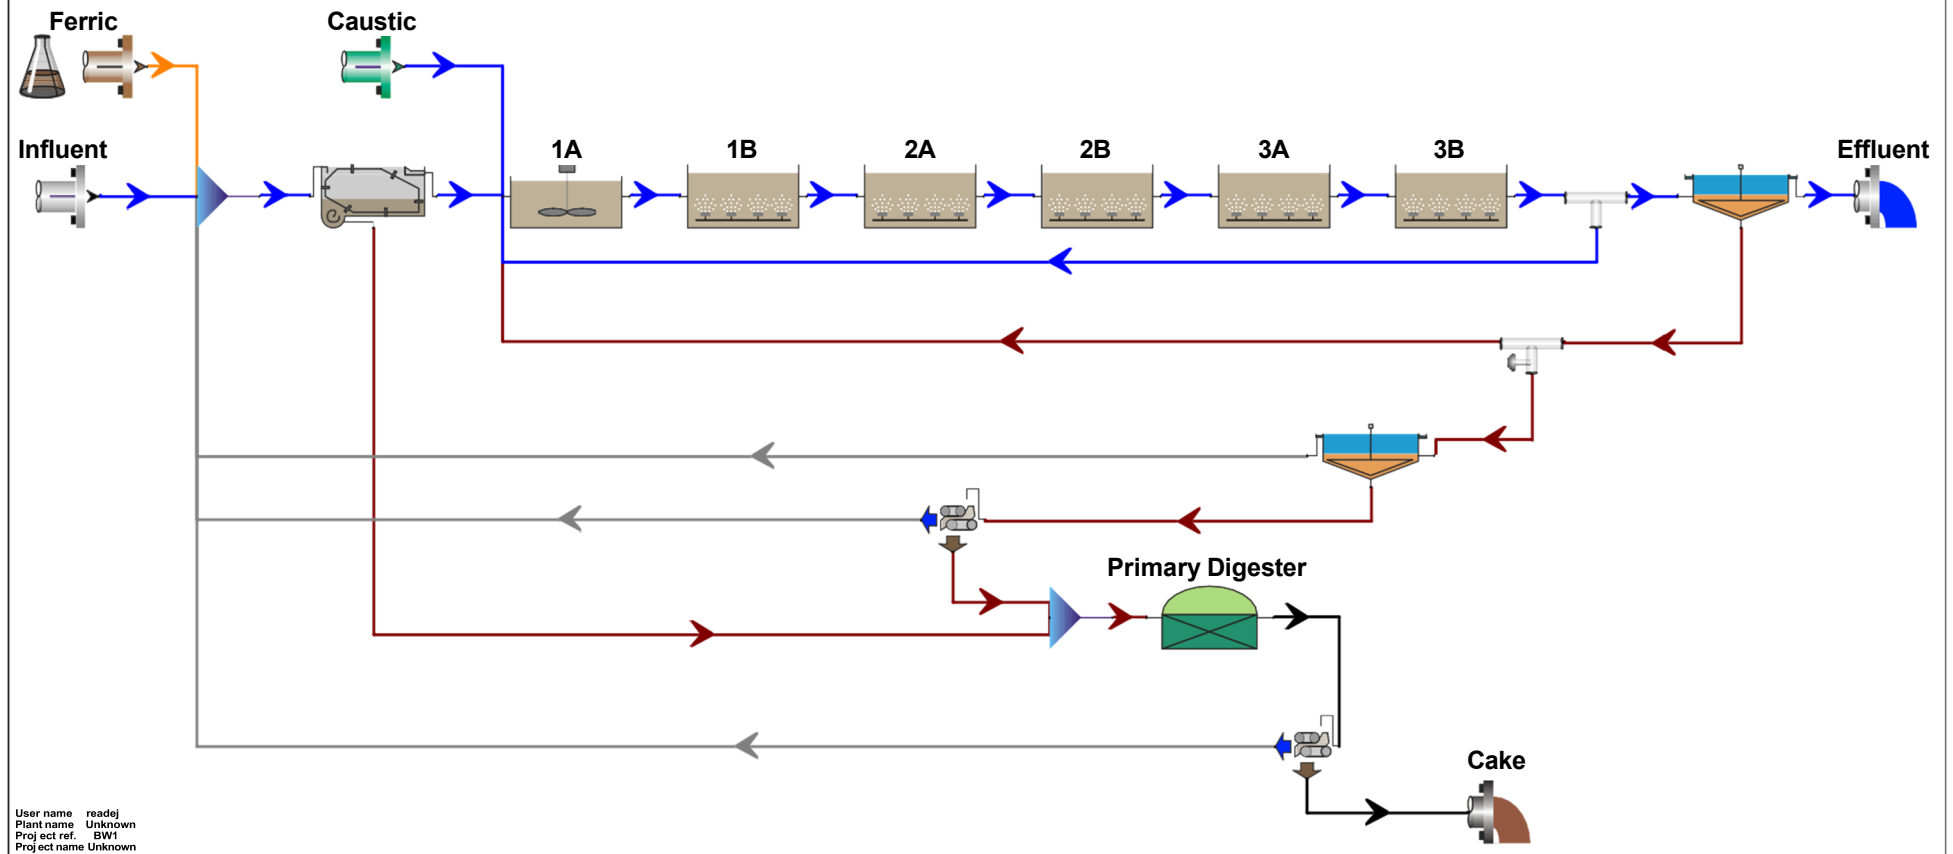 Ferric
Caustic
Influent
1A
1B
2A
2B
3A
3B
Effluent
Primary Digester
Cake
User name readej
Plant name Unknown
Proj ect ref. BW1
Proj ect name Unknown